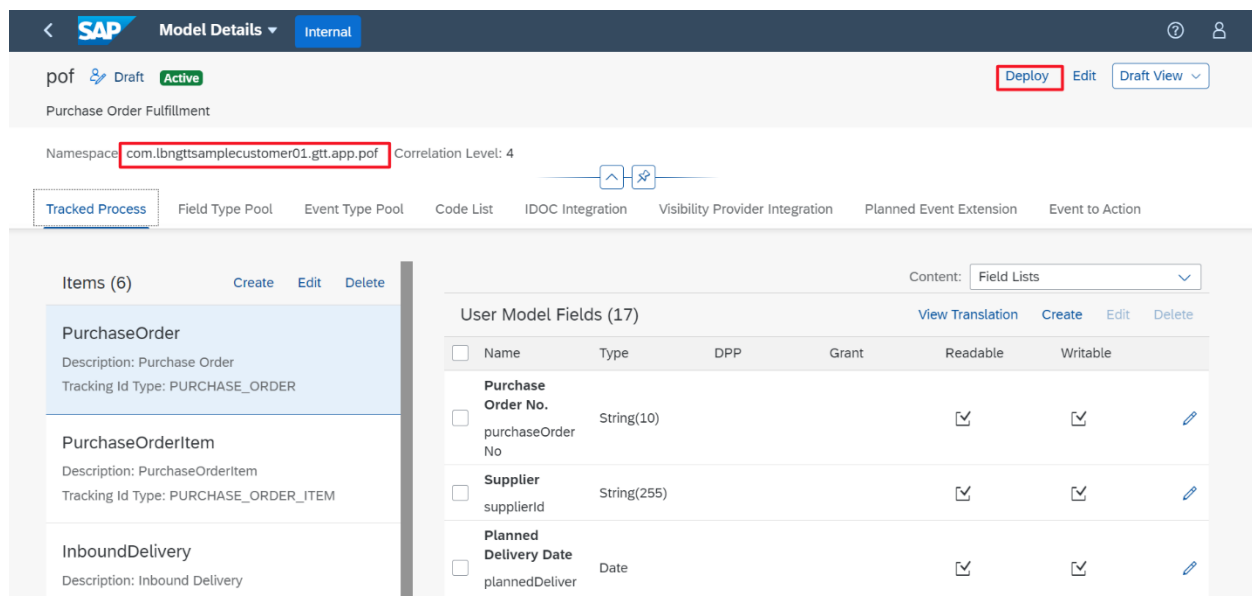 SAP Model Details Internal
pof Draft Active Deploy Edit Draft View
Purchase Order Fulfillment
Namespace: com.lbngttsamplecustomer01.gtt.app.pof Correlation Level: 4
Tracked Process Field Type Pool Event Type Pool Code List IDOC Integration Visibility Provider Integration Planned Event Extension Event to Action
Items (6) Create Edit Delete
PurchaseOrder
Description: Purchase Order
Tracking Id Type: PURCHASE_ORDER
PurchaseOrderItem
Description: PurchaseOrderItem
Tracking Id Type: PURCHASE_ORDER_ITEM
InboundDelivery
Description: Inbound Delivery
Content: Field Lists
User Model Fields (17) View Translation Create Edit Delete
Name Type DPP Grant Readable Writable
Purchase
Order No.
purchaseOrder
No
String(10)
Supplier
supplierId
String(255)
Planned
Delivery Date
plannedDeliver
Date